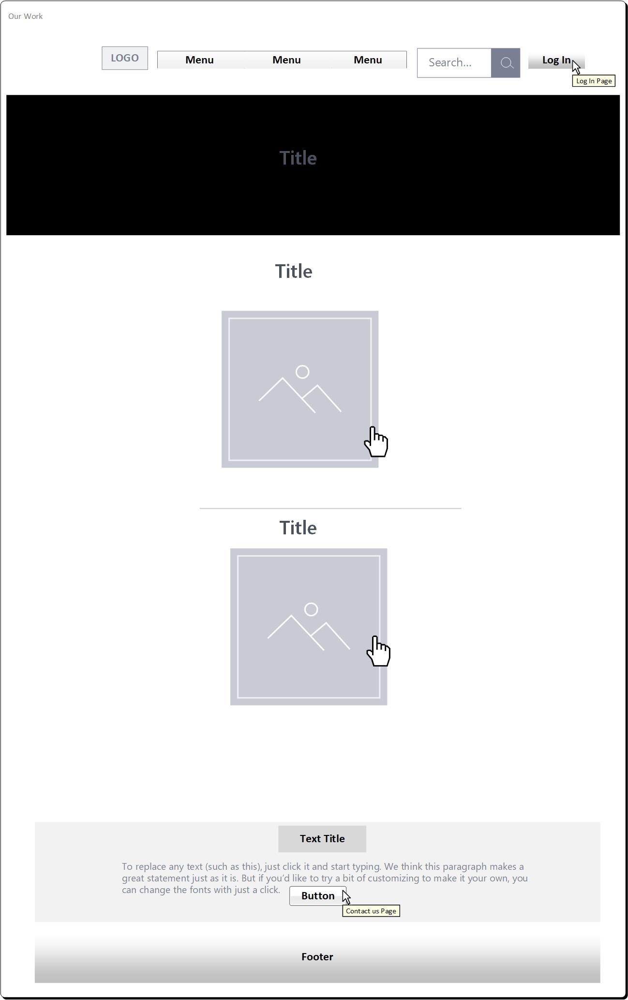 Our Work
LOGO
Menu Menu Menu
Search...
Log In
Log In Page
Title
Title
Title
Text Title
To replace any text (such as this), just click it and start typing. We think this paragraph makes a
great statement just as it is. But if you’d like to try a bit of customizing to make it your own, you
can change the fonts with just a click.
Button
Contact us Page
Footer